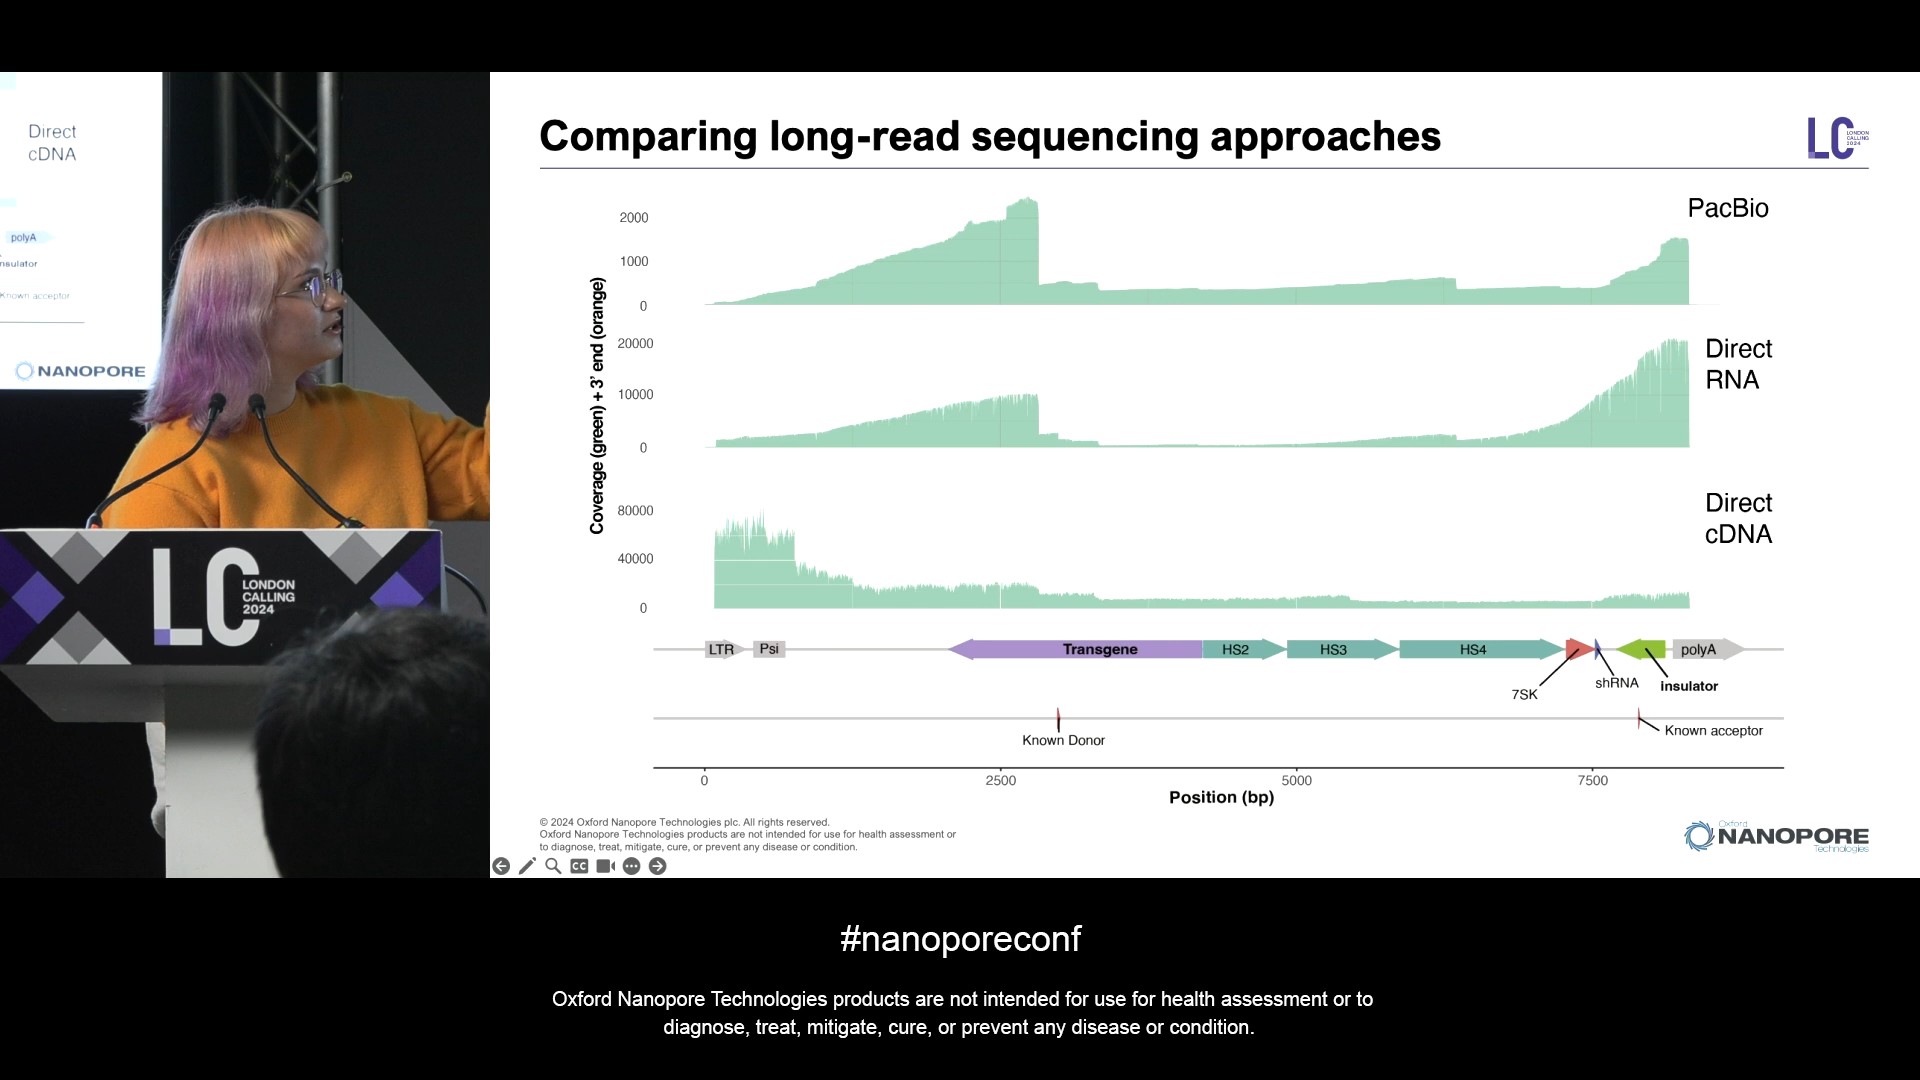 Direct
cDNA
polyA
nsulator
Known acceptor
NANOPORE
LC LONDON
CALLING
2024
Comparing long-read sequencing approaches
LC LONDON
CALLING
2024
Coverage (green) + 3' end (orange)
2000
1000
0
PacBio
20000
10000
0
Direct
RNA
80000
40000
0
Direct
cDNA
LTR Psi Transgene HS2 HS3 HS4 polyA
7SK shRNA insulator
Known Donor Known acceptor
0 2500 5000 7500
Position (bp)
© 2024 Oxford Nanopore Technologies plc. All rights reserved.
Oxford Nanopore Technologies products are not intended for use for health assessment or
to diagnose, treat, mitigate, cure, or prevent any disease or condition.
Oxford
NANOPORE
Technologies
CC
#nanoporeconf
Oxford Nanopore Technologies products are not intended for use for health assessment or to
diagnose, treat, mitigate, cure, or prevent any disease or condition.